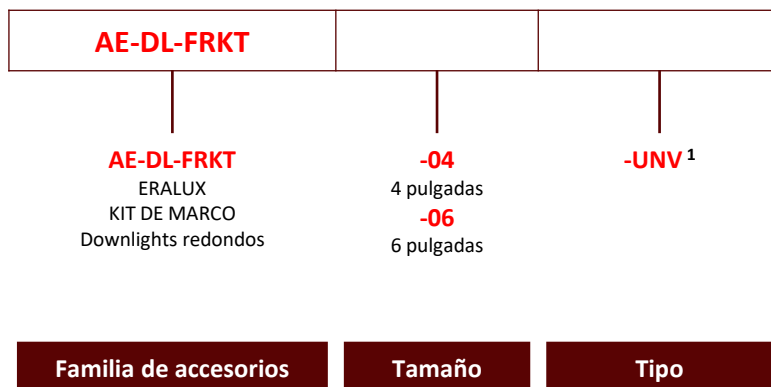 AE-DL-FRKT
AE-DL-FRKT
ERALUX
KIT DE MARCO
Downlights redondos
-04
4 pulgadas
-06
6 pulgadas
-UNV ¹
Familia de accesorios
Tamaño
Tipo